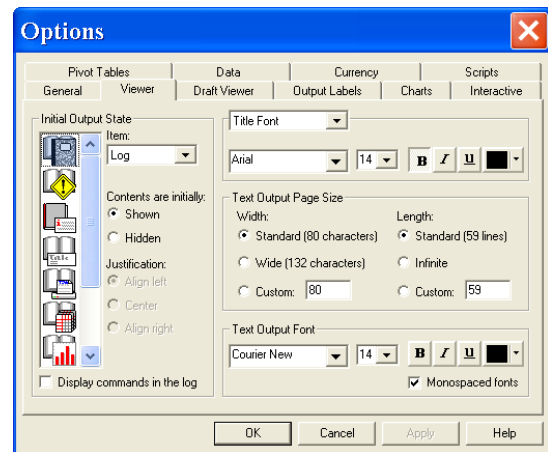 Options
Pivot Tables Data Currency Scripts
General Viewer Draft Viewer Output Labels Charts Interactive
Initial Output State
Item:
Log
Contents are initially:
Shown
Hidden
Justification:
Align left
Center
Align right
Title
Display commands in the log
Title Font
Arial 14 B I U
Text Output Page Size
Width: Length:
Standard (80 characters) Standard (59 lines)
Wide (132 characters) Infinite
Custom: 80 Custom: 59
Text Output Font
Courier New 14 B I U
Monospaced fonts
OK Cancel Apply Help